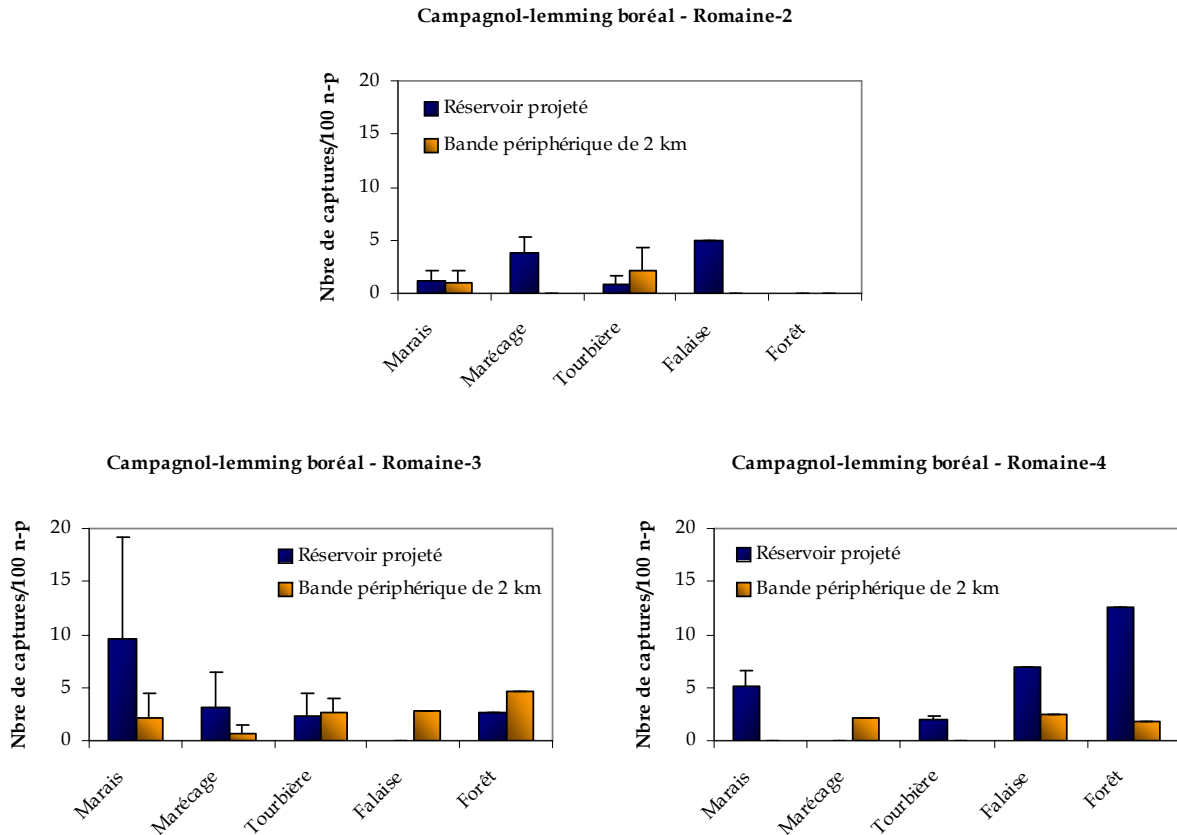 Campagnol-lemming boréal - Romaine-2
Nbre de captures/100 n-p
20
15
10
5
0
Réservoir projeté
Bande périphérique de 2 km
Marais
Marécage
Tourbière
Falaise
Forêt
Campagnol-lemming boréal - Romaine-3
Nbre de captures/100 n-p
20
15
10
5
0
Réservoir projeté
Bande périphérique de 2 km
Marais
Marécage
Tourbière
Falaise
Forêt
Campagnol-lemming boréal - Romaine-4
Nbre de captures/100 n-p
20
15
10
5
0
Réservoir projeté
Bande périphérique de 2 km
Marais
Marécage
Tourbière
Falaise
Forêt